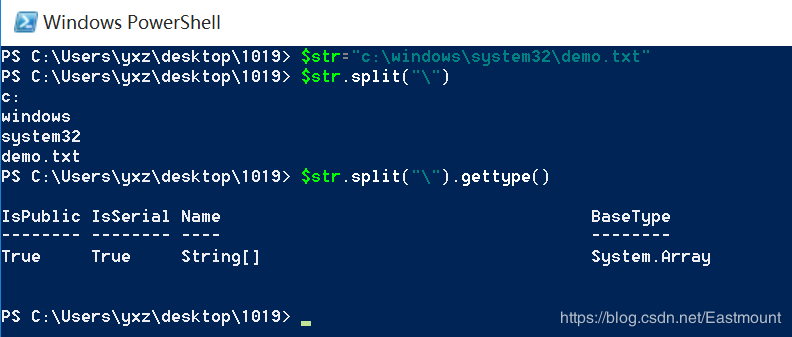 Windows PowerShell
PS C:\Users\yxz\desktop\1019> $str="c:\windows\system32\demo.txt"
PS C:\Users\yxz\desktop\1019> $str.split("\")
c:
windows
system32
demo.txt
PS C:\Users\yxz\desktop\1019> $str.split("\").gettype()
IsPublic IsSerial Name BaseType
-------- -------- ---- --------
True True String[] System.Array
PS C:\Users\yxz\desktop\1019>
https://blog.csdn.net/Eastmount